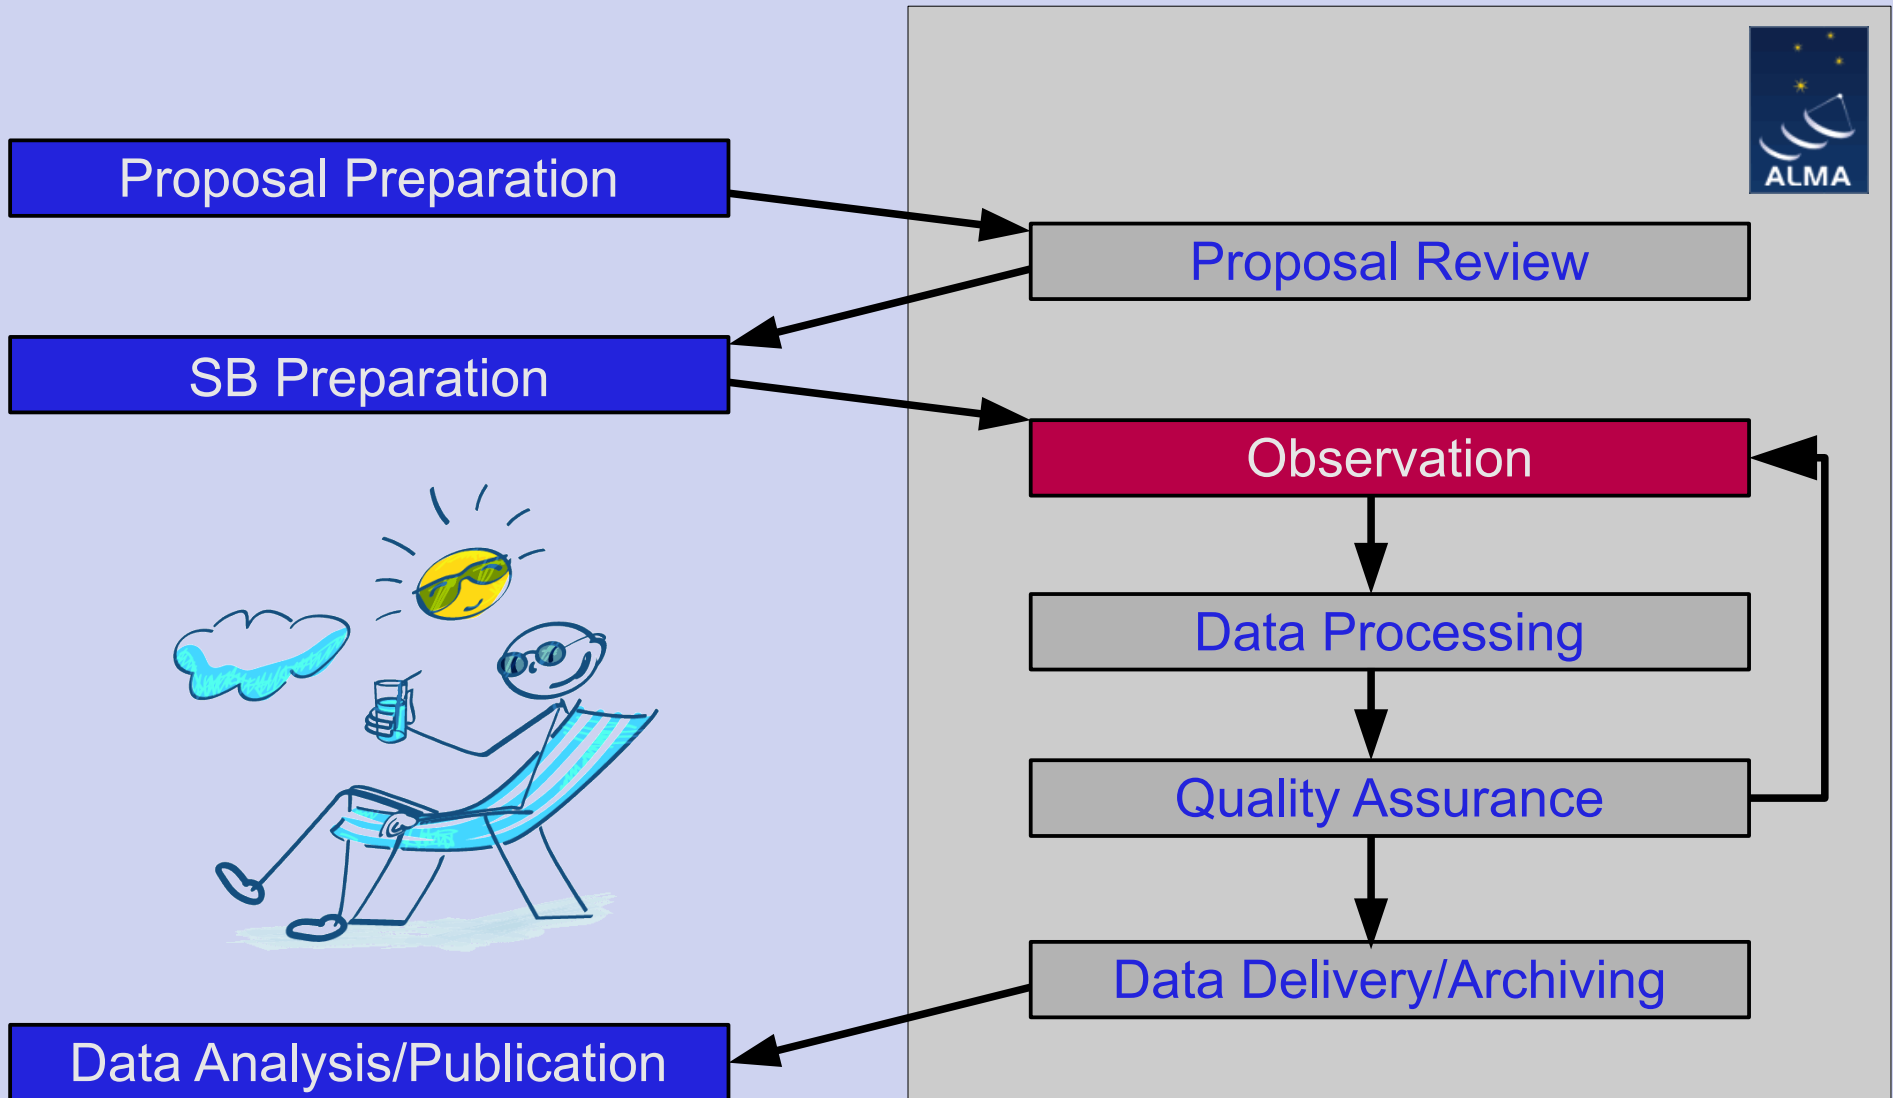 ALMA
Proposal Preparation
Proposal Review
SB Preparation
Observation
Data Processing
Quality Assurance
Data Delivery/Archiving
Data Analysis/Publication